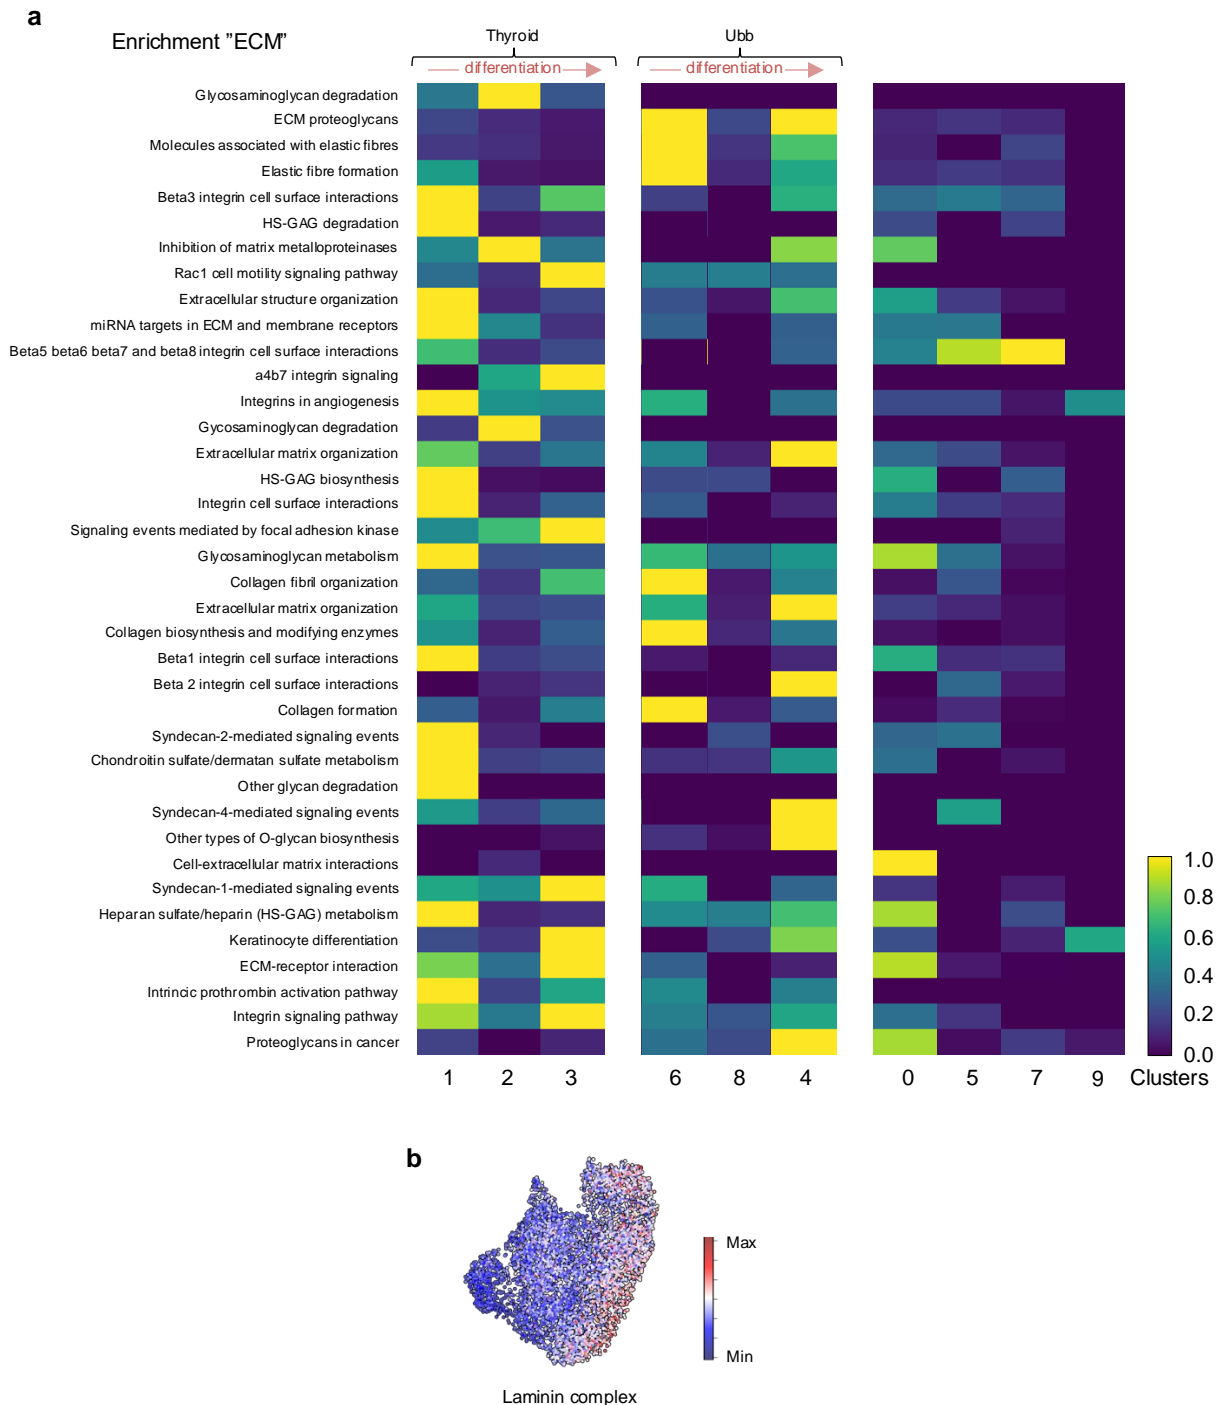 a
Enrichment ”ECM”
Thyroid
Ubb
differentiation
differentiation
Glycosaminoglycan degradation
ECM proteoglycans
Molecules associated with elastic fibres
Elastic fibre formation
Beta3 integrin cell surface interactions
HS-GAG degradation
Inhibition of matrix metalloproteinases
Rac1 cell motility signaling pathway
Extracellular structure organization
miRNA targets in ECM and membrane receptors
Beta5 beta6 beta7 and beta8 integrin cell surface interactions
a4b7 integrin signaling
Integrins in angiogenesis
Gycosaminoglycan degradation
Extracellular matrix organization
HS-GAG biosynthesis
Integrin cell surface interactions
Signaling events mediated by focal adhesion kinase
Glycosaminoglycan metabolism
Collagen fibril organization
Extracellular matrix organization
Collagen biosynthesis and modifying enzymes
Beta1 integrin cell surface interactions
Beta 2 integrin cell surface interactions
Collagen formation
Syndecan-2-mediated signaling events
Chondroitin sulfate/dermatan sulfate metabolism
Other glycan degradation
Syndecan-4-mediated signaling events
Other types of O-glycan biosynthesis
Cell-extracellular matrix interactions
Syndecan-1-mediated signaling events
Heparan sulfate/heparin (HS-GAG) metabolism
Keratinocyte differentiation
ECM-receptor interaction
Intrincic prothrombin activation pathway
Integrin signaling pathway
Proteoglycans in cancer
1.0
0.8
0.6
0.4
0.2
0.0
1 2 3 6 8 4 0 5 7 9 Clusters
b
Max
Min
Laminin complex